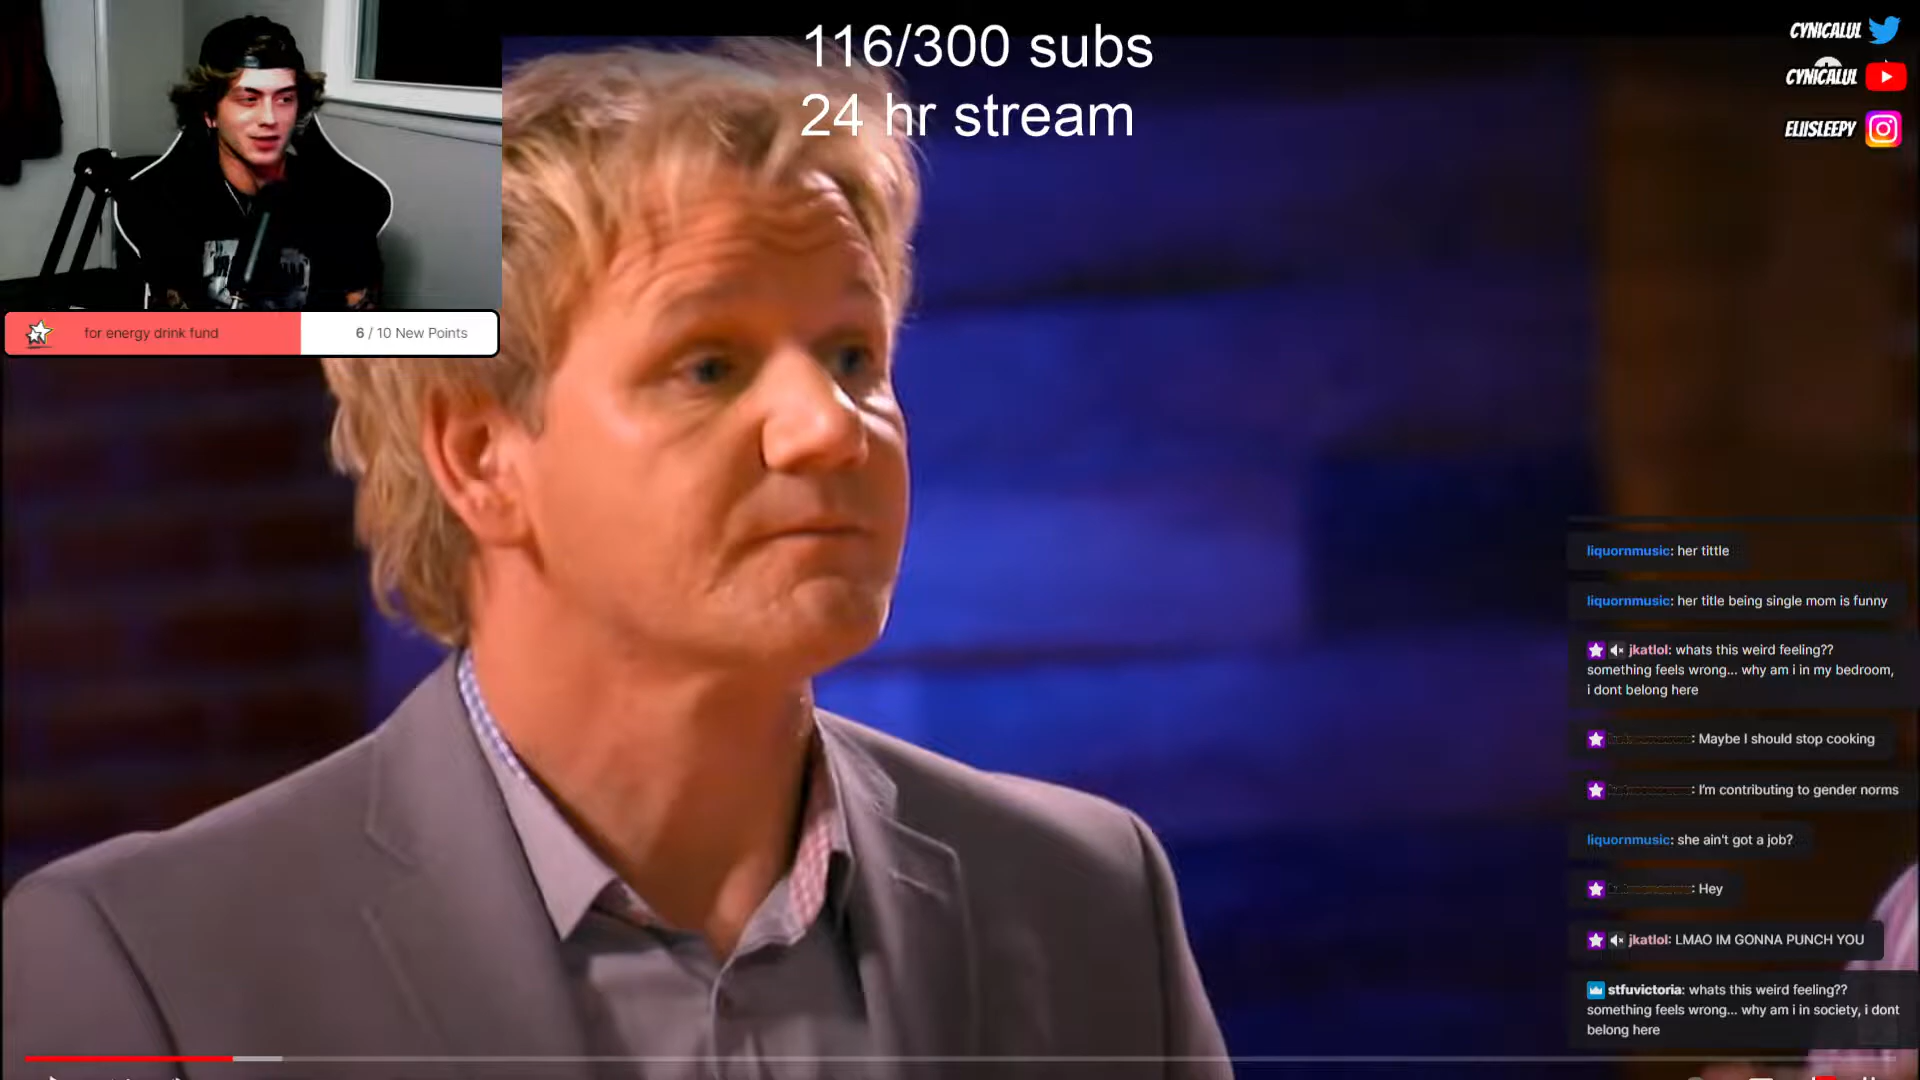 116/300 subs
24 hr stream
CYNICALUL
CYNICALUL
ELIISLEEPY
for energy drink fund
6 / 10 New Points
liquornmusic: her tittle
liquornmusic: her title being single mom is funny
jkatlol: whats this weird feeling??
something feels wrong... why am i in my bedroom,
i dont belong here
: Maybe I should stop cooking
: I'm contributing to gender norms
liquornmusic: she ain't got a job?
: Hey
jkatlol: LMAO IM GONNA PUNCH YOU
stfuvictoria: whats this weird feeling??
something feels wrong... why am i in society, i dont
belong here